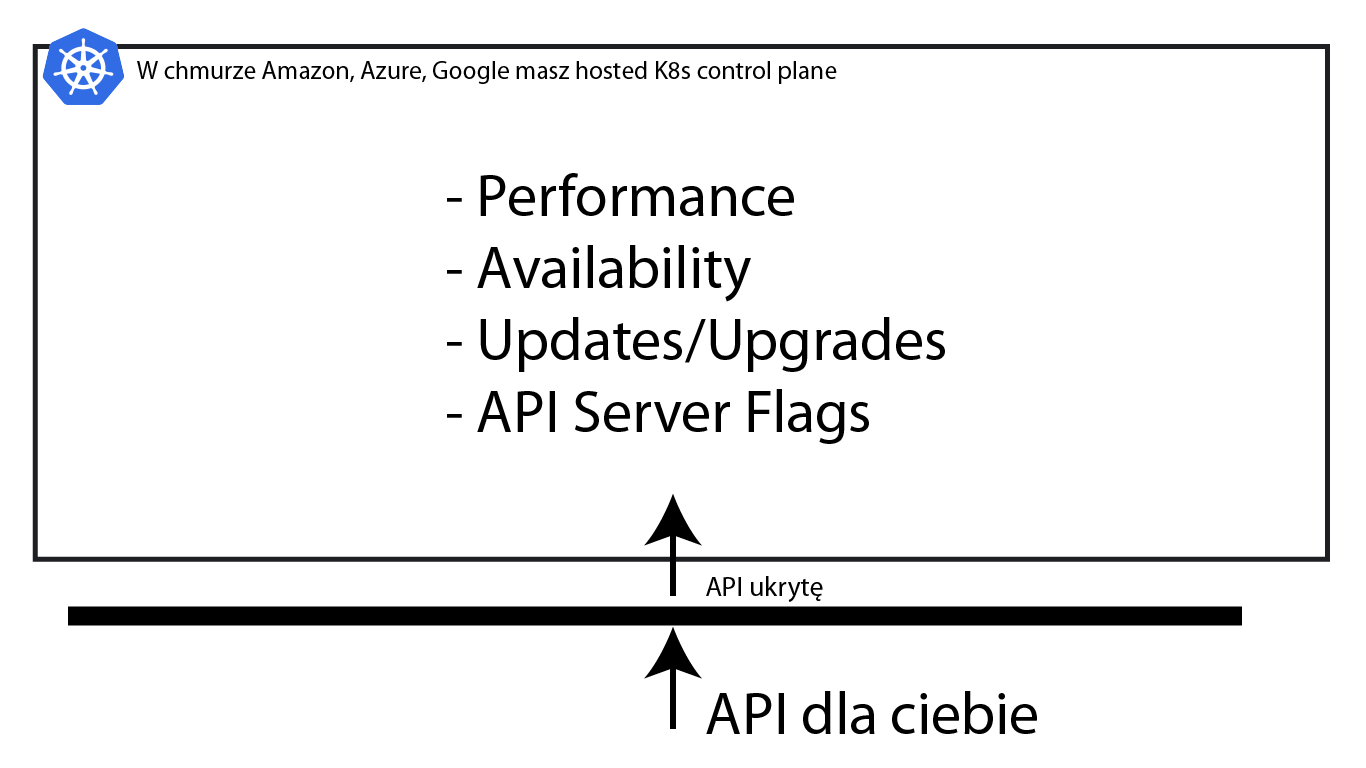 W chmurze Amazon, Azure, Google masz hosted K8s control plane
- Performance
- Availability
- Updates/Upgrades
- API Server Flags
API ukrytę
API dla ciebie